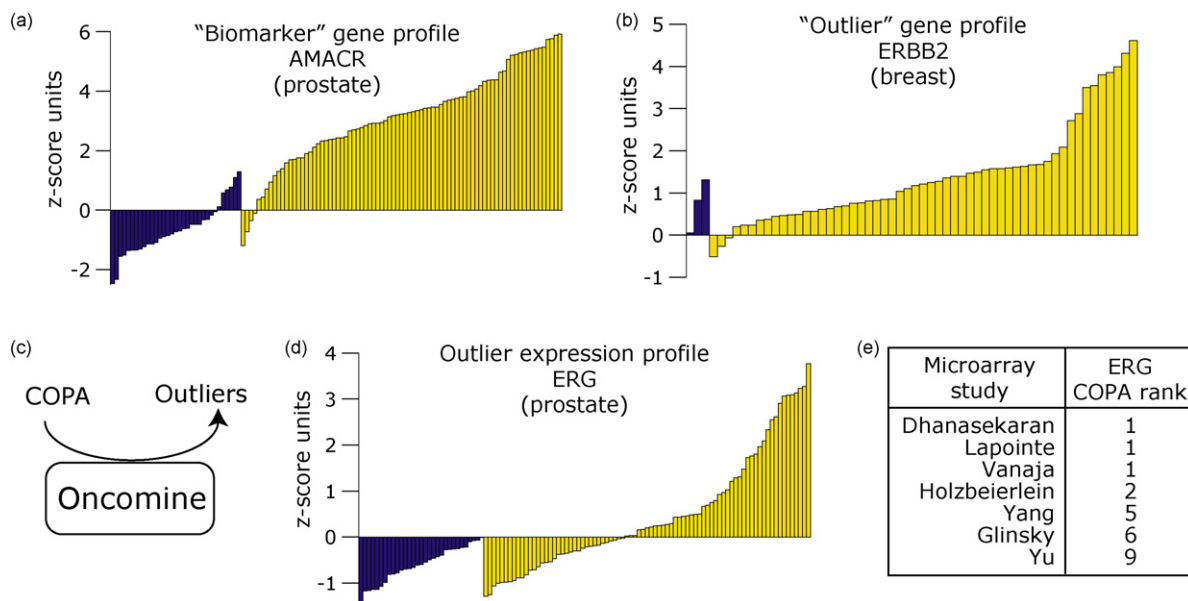 (a)
“Biomarker” gene profile
AMACR
(prostate)
z-score units
6
4
2
0
-2
(b)
“Outlier” gene profile
ERBB2
(breast)
z-score units
5
4
3
2
1
0
-1
(c)
COPA Outliers
Oncomine
(d)
Outlier expression profile
ERG
(prostate)
z-score units
4
3
2
1
0
-1
(e)
Microarray study ERG COPA rank
Dhanasekaran 1
Lapointe 1
Vanaja 1
Holzbeierlein 2
Yang 5
Glinsky 6
Yu 9